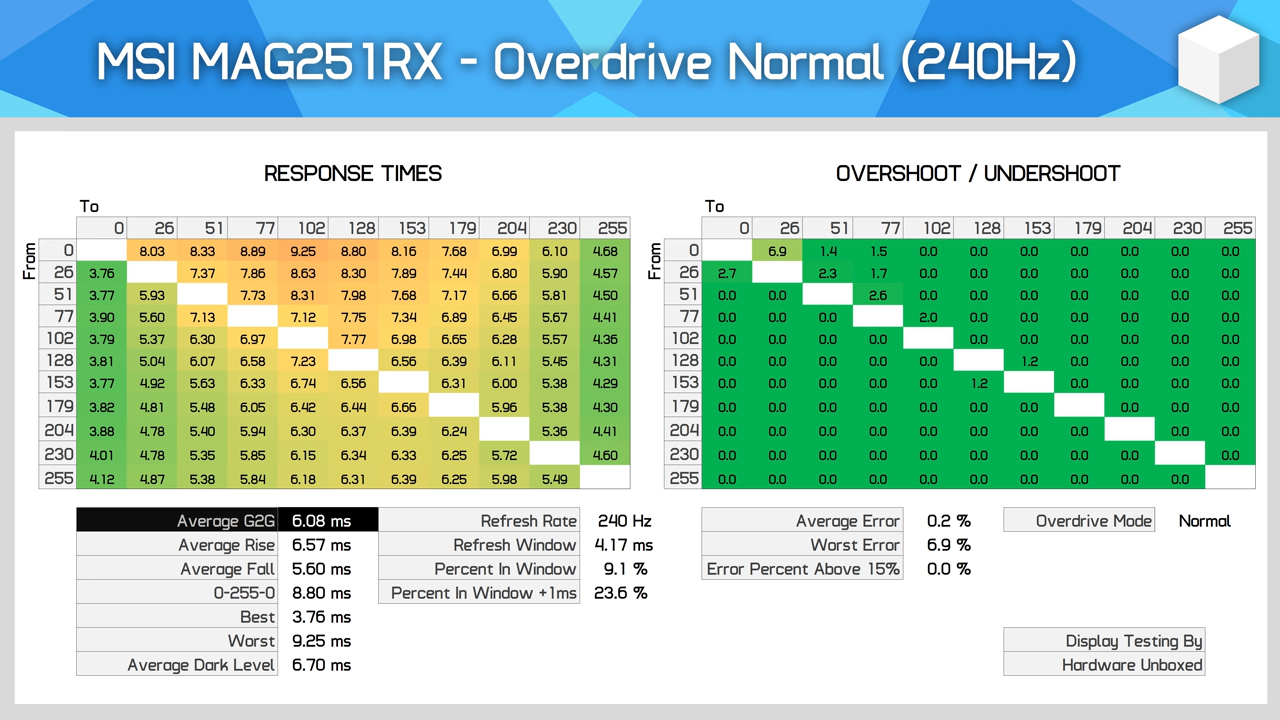 MSI MAG251RX - Overdrive Normal (240Hz)
RESPONSE TIMES
To
0 26 51 77 102 128 153 179 204 230 255
From
0 8.03 8.33 8.89 9.25 8.80 8.16 7.68 6.99 6.10 4.68
26 3.76 7.37 7.86 8.63 8.30 7.89 7.44 6.80 5.90 4.57
51 3.77 5.93 7.73 8.31 7.98 7.68 7.17 6.66 5.81 4.50
77 3.90 5.60 7.13 7.12 7.75 7.34 6.89 6.45 5.67 4.41
102 3.79 5.37 6.30 6.97 7.77 6.98 6.65 6.28 5.57 4.36
128 3.81 5.04 6.07 6.58 7.23 6.56 6.39 6.11 5.45 4.31
153 3.77 4.92 5.63 6.33 6.74 6.56 6.31 6.00 5.38 4.29
179 3.82 4.81 5.48 6.05 6.42 6.44 6.66 5.96 5.38 4.30
204 3.88 4.78 5.40 5.94 6.30 6.37 6.39 6.24 5.36 4.41
230 4.01 4.78 5.35 5.85 6.15 6.34 6.33 6.25 5.72 4.60
255 4.12 4.87 5.38 5.84 6.18 6.31 6.39 6.25 5.98 5.49
OVERSHOOT / UNDERSHOOT
To
0 26 51 77 102 128 153 179 204 230 255
From
0 6.9 1.4 1.5 0.0 0.0 0.0 0.0 0.0 0.0 0.0
26 2.7 2.3 1.7 0.0 0.0 0.0 0.0 0.0 0.0 0.0
51 0.0 0.0 2.6 0.0 0.0 0.0 0.0 0.0 0.0 0.0
77 0.0 0.0 0.0 2.0 0.0 0.0 0.0 0.0 0.0 0.0
102 0.0 0.0 0.0 0.0 0.0 0.0 0.0 0.0 0.0 0.0
128 0.0 0.0 0.0 0.0 0.0 1.2 0.0 0.0 0.0 0.0
153 0.0 0.0 0.0 0.0 0.0 1.2 0.0 0.0 0.0 0.0
179 0.0 0.0 0.0 0.0 0.0 0.0 0.0 0.0 0.0 0.0
204 0.0 0.0 0.0 0.0 0.0 0.0 0.0 0.0 0.0 0.0
230 0.0 0.0 0.0 0.0 0.0 0.0 0.0 0.0 0.0 0.0
255 0.0 0.0 0.0 0.0 0.0 0.0 0.0 0.0 0.0 0.0
Average G2G 6.08 ms
Average Rise 6.57 ms
Average Fall 5.60 ms
0-255-0 8.80 ms
Best 3.76 ms
Worst 9.25 ms
Average Dark Level 6.70 ms
Refresh Rate 240 Hz
Refresh Window 4.17 ms
Percent In Window 9.1 %
Percent In Window +1ms 23.6 %
Average Error 0.2 %
Worst Error 6.9 %
Error Percent Above 15% 0.0 %
Overdrive Mode Normal
Display Testing By
Hardware Unboxed